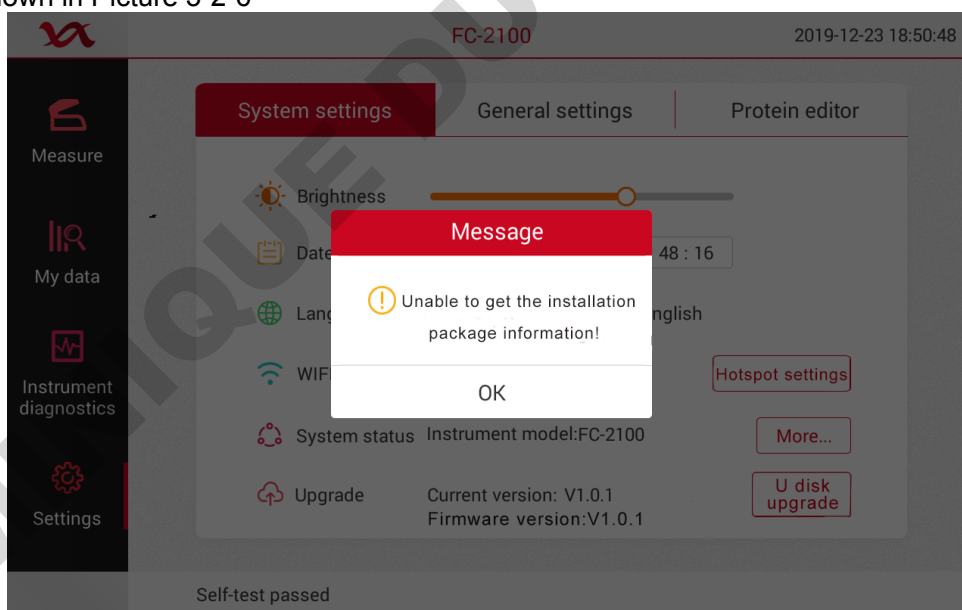 FC-2100
2019-12-23 18:50:48
System settings
General settings
Protein editor
Measure
Brightness
Message
Date
48 : 16
My data
Unable to get the installation
package information!
nglish
WIF
Hotspot settings
Instrument
diagnostics
OK
System status
Instrument model:FC-2100
More...
Upgrade
Current version: V1.0.1
Firmware version:V1.0.1
U disk
upgrade
Settings
Self-test passed